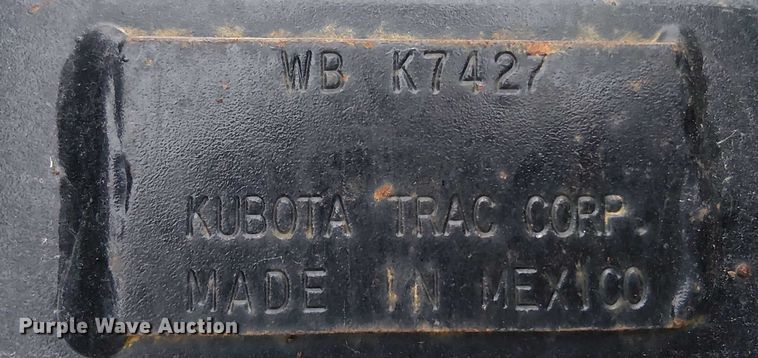 WB K7427
KUBOTA TRAC CORP.
MADE IN MEXICO
Purple Wave Auction